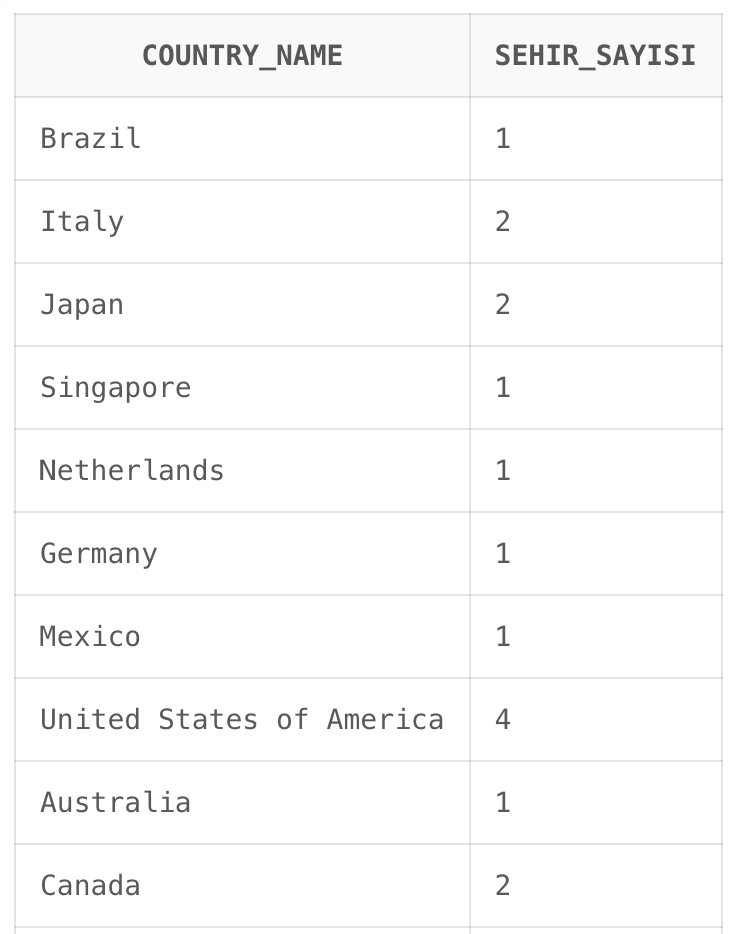 COUNTRY_NAME SEHIR_SAYISI
Brazil 1
Italy 2
Japan 2
Singapore 1
Netherlands 1
Germany 1
Mexico 1
United States of America 4
Australia 1
Canada 2